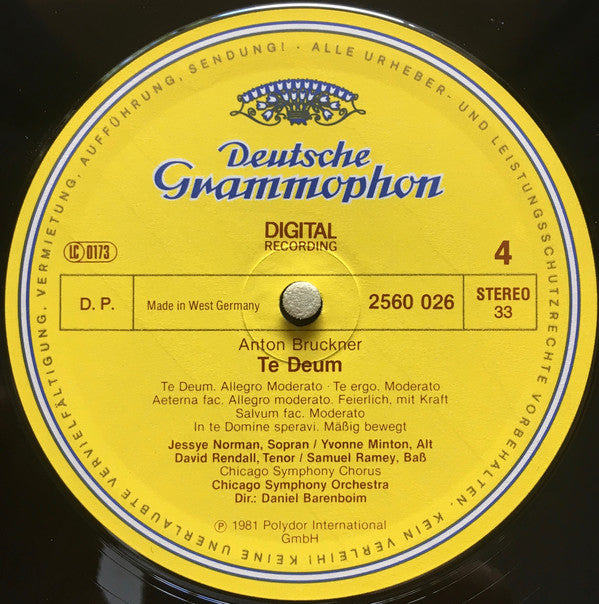 ALLE URHEBER- UND LEISTUNGSSCHUTZRECHTE VORBEHALTEN. KEIN VERLEIH! KEINE UNERLAUBTE VERVIELFÄLTIGUNG, VERMIETUNG, AUFFÜHRUNG, SENDUNG! ·
Deutsche
Grammophon
DIGITAL
RECORDING
LC 0173
4
D. P.
Made in West Germany
2560 026
STEREO
33
Anton Bruckner
Te Deum
Te Deum. Allegro Moderato · Te ergo. Moderato
Aeterna fac. Allegro moderato. Feierlich, mit Kraft
Salvum fac. Moderato
In te Domine speravi. Mäßig bewegt
Jessye Norman, Sopran / Yvonne Minton, Alt
David Rendall, Tenor / Samuel Ramey, Baß
Chicago Symphony Chorus
Chicago Symphony Orchestra
Dir.: Daniel Barenboim
Ⓟ 1981 Polydor International
GmbH